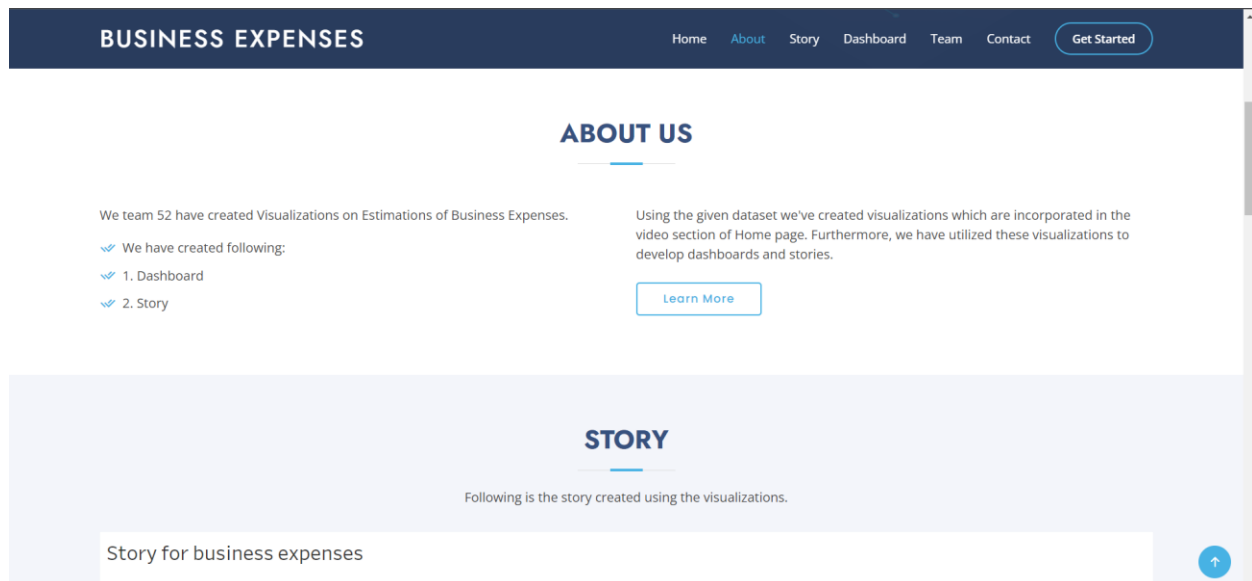 BUSINESS EXPENSES
Home About Story Dashboard Team Contact Get Started
ABOUT US
We team 52 have created Visualizations on Estimations of Business Expenses.
We have created following:
1. Dashboard
2. Story
Using the given dataset we've created visualizations which are incorporated in the
video section of Home page. Furthermore, we have utilized these visualizations to
develop dashboards and stories.
Learn More
STORY
Following is the story created using the visualizations.
Story for business expenses